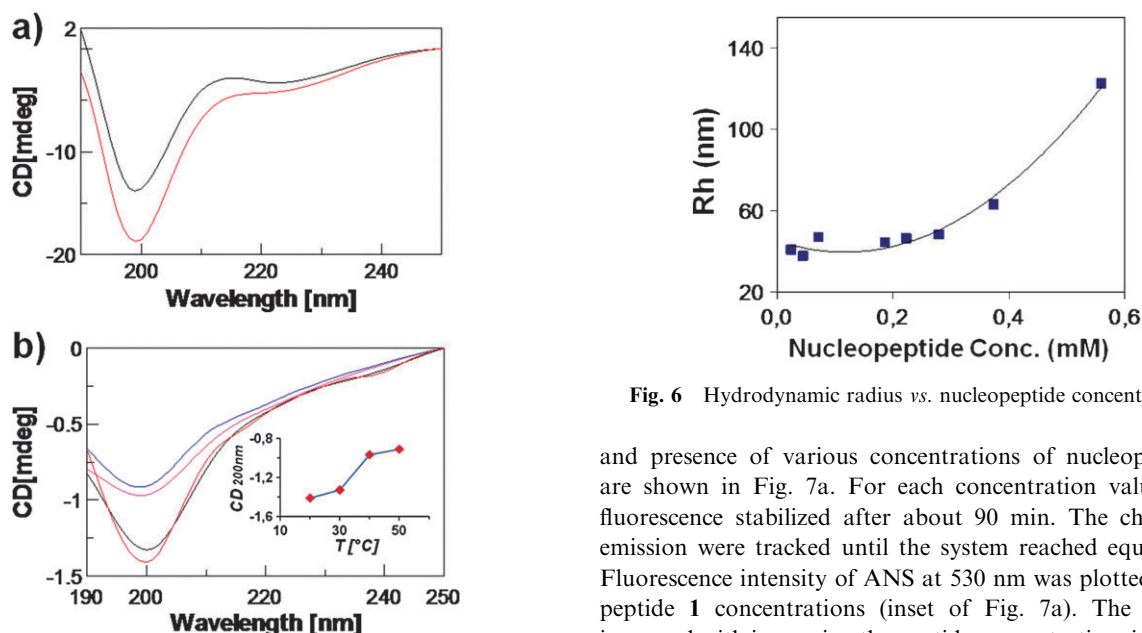 a)
2
-10
-20
CD[mdeg]
200
220
240
Wavelength [nm]
b)
0
-0.5
-1
-1.5
CD[mdeg]
190
200
210
220
230
240
250
Wavelength [nm]
-0,8
-1,2
-1,6
CD 200nm
10
30
50
T [°C]
140
100
60
20
Rh (nm)
0,0
0,2
0,4
0,6
Nucleopeptide Conc. (mM)
Fig. 6 Hydrodynamic radius vs. nucleopeptide concent
and presence of various concentrations of nucleop
are shown in Fig. 7a. For each concentration valu
fluorescence stabilized after about 90 min. The ch
emission were tracked until the system reached equ
Fluorescence intensity of ANS at 530 nm was plotted
peptide 1 concentrations (inset of Fig. 7a). The